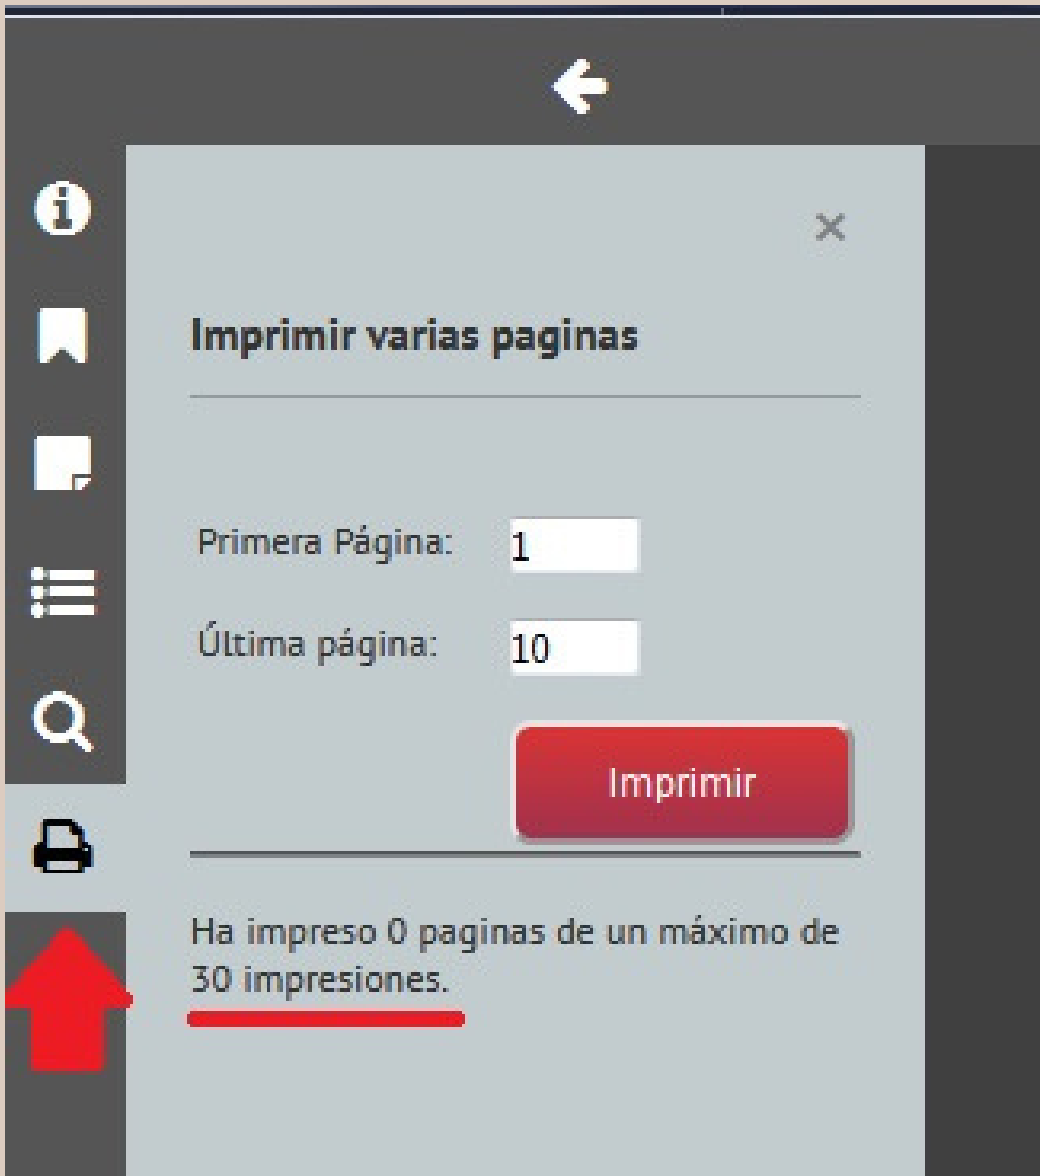 Imprimir varias paginas
Primera Página: 1
Última página: 10
Imprimir
Ha impreso 0 paginas de un máximo de
30 impresiones.